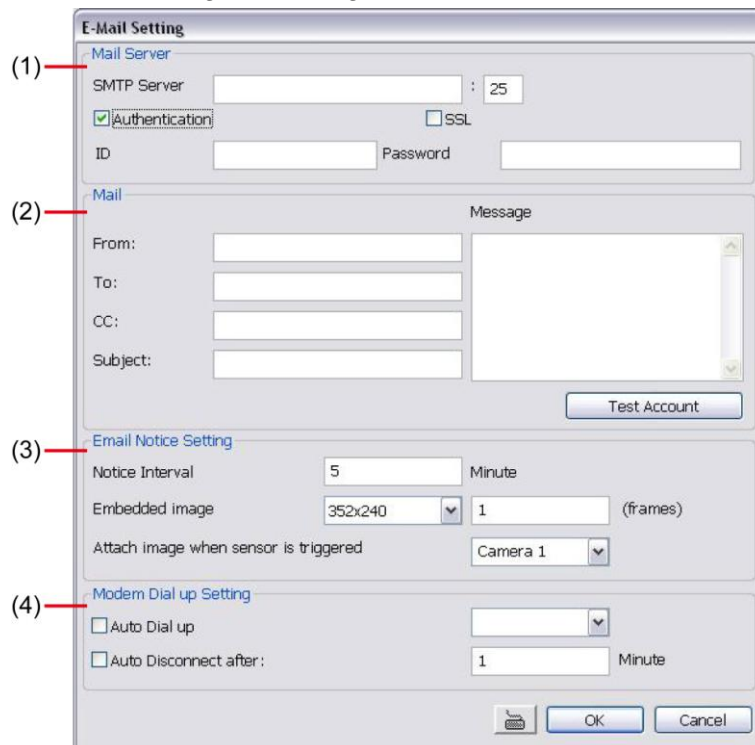 E-Mail Setting
(1)
Mail Server
SMTP Server : 25
Authentication SSL
ID Password
(2)
Mail
Message
From:
To:
CC:
Subject:
Test Account
(3)
Email Notice Setting
Notice Interval 5 Minute
Embedded image 352x240 1 (frames)
Attach image when sensor is triggered Camera 1
(4)
Modem Dial up Setting
Auto Dial up
Auto Disconnect after: 1 Minute
OK Cancel